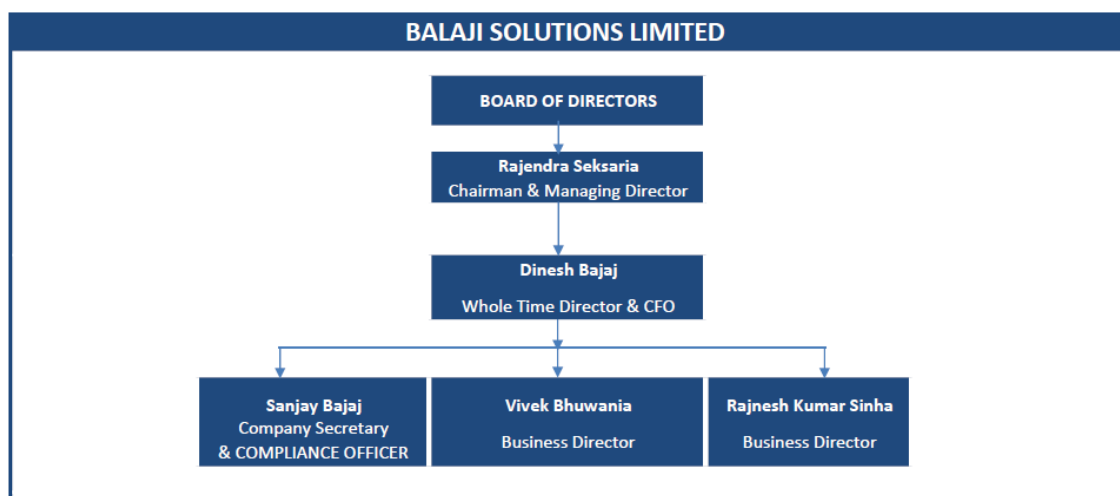 BALAJI SOLUTIONS LIMITED
BOARD OF DIRECTORS
Rajendra Seksaria
Chairman & Managing Director
Dinesh Bajaj
Whole Time Director & CFO
Sanjay Bajaj
Company Secretary
& COMPLIANCE OFFICER
Vivek Bhuwania
Business Director
Rajnesh Kumar Sinha
Business Director